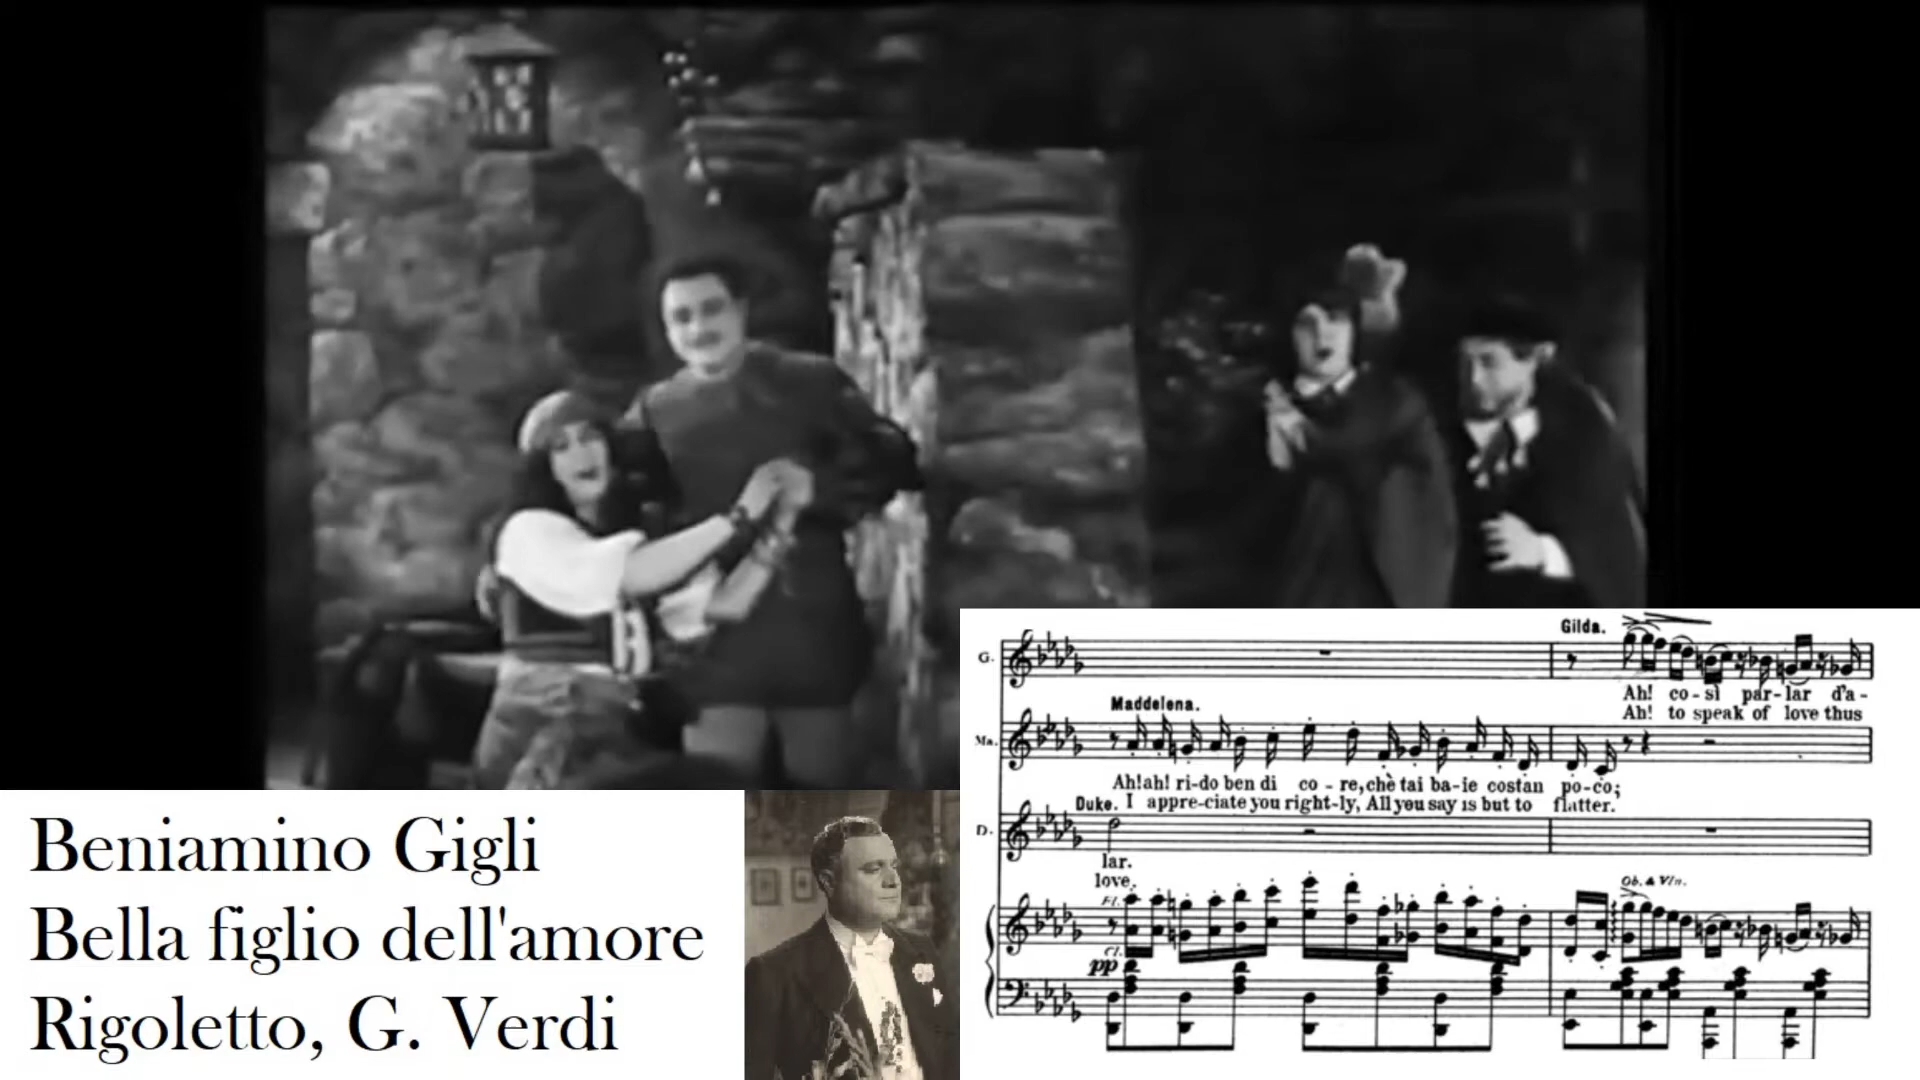 Gilda.
G.
Ah! co-sì par-lar d'a-
Ah! to speak of love thus
Maddelena.
Ma.
Ah!ah! ri-do ben di co-re, chè tai ba-ie costan po-co;
Duke. I appre-ciate you right-ly, All you say is but to flatter.
D.
lar.
love.
Fl.
Ob. & Vln.
Cl.
pp
Beniamino Gigli
Bella figlio dell'amore
Rigoletto, G. Verdi